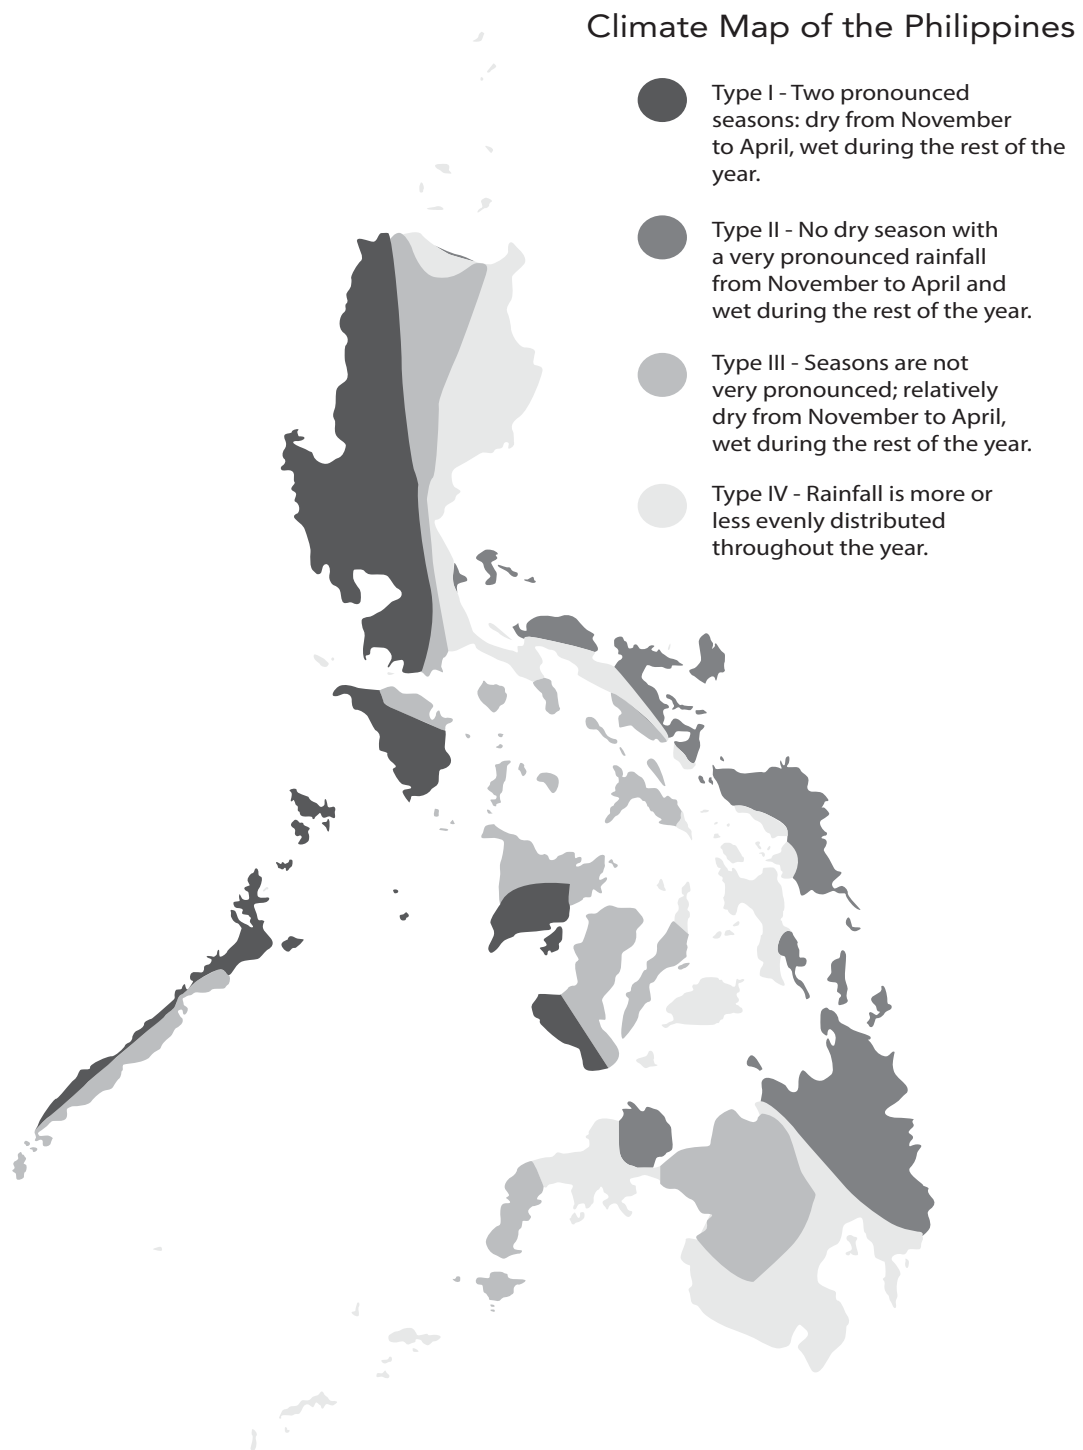 Climate Map of the Philippines
Type I - Two pronounced
seasons: dry from November
to April, wet during the rest of the
year.
Type II - No dry season with
a very pronounced rainfall
from November to April and
wet during the rest of the year.
Type III - Seasons are not
very pronounced; relatively
dry from November to April,
wet during the rest of the year.
Type IV - Rainfall is more or
less evenly distributed
throughout the year.